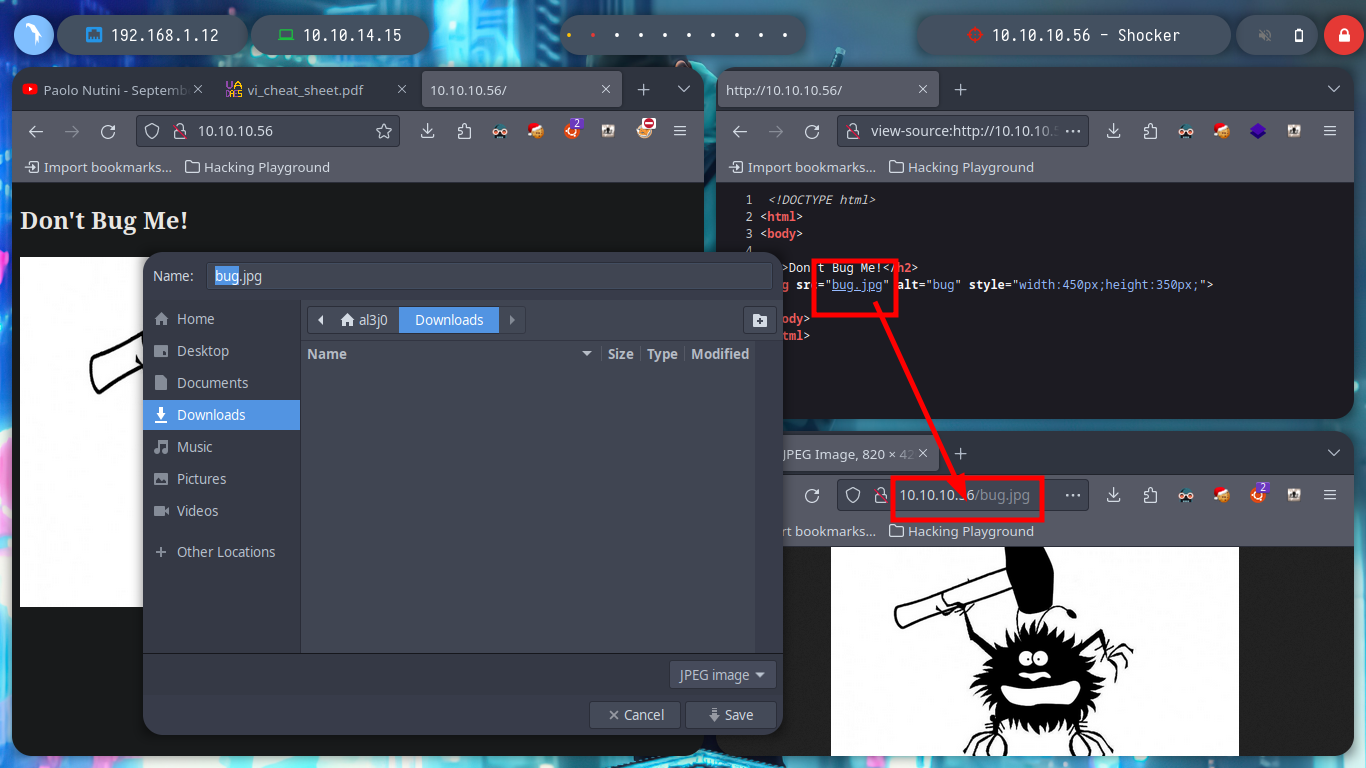 192.168.1.12
10.10.14.15
10.10.10.56 - Shocker
Paolo Nutini - Septemb
vi_cheat_sheet.pdf
10.10.10.56/
10.10.10.56
2
Import bookmarks...
Hacking Playground
Don't Bug Me!
http://10.10.10.56/
view-source:http://10.10.10.5
Import bookmarks...
Hacking Playground
1 <!DOCTYPE html>
2 <html>
3 <body>
4
>Don't Bug Me!</h2>
g src="bug.jpg" alt="bug" style="width:450px;height:350px;">
ody>
tml>
Name:
bug.jpg
Home
Desktop
Documents
Downloads
Music
Pictures
Videos
Other Locations
al3j0
Downloads
Name
Size
Type
Modified
JPEG image
Cancel
Save
JPEG Image, 820 × 42
10.10.10.56/bug.jpg
2
rt bookmarks...
Hacking Playground